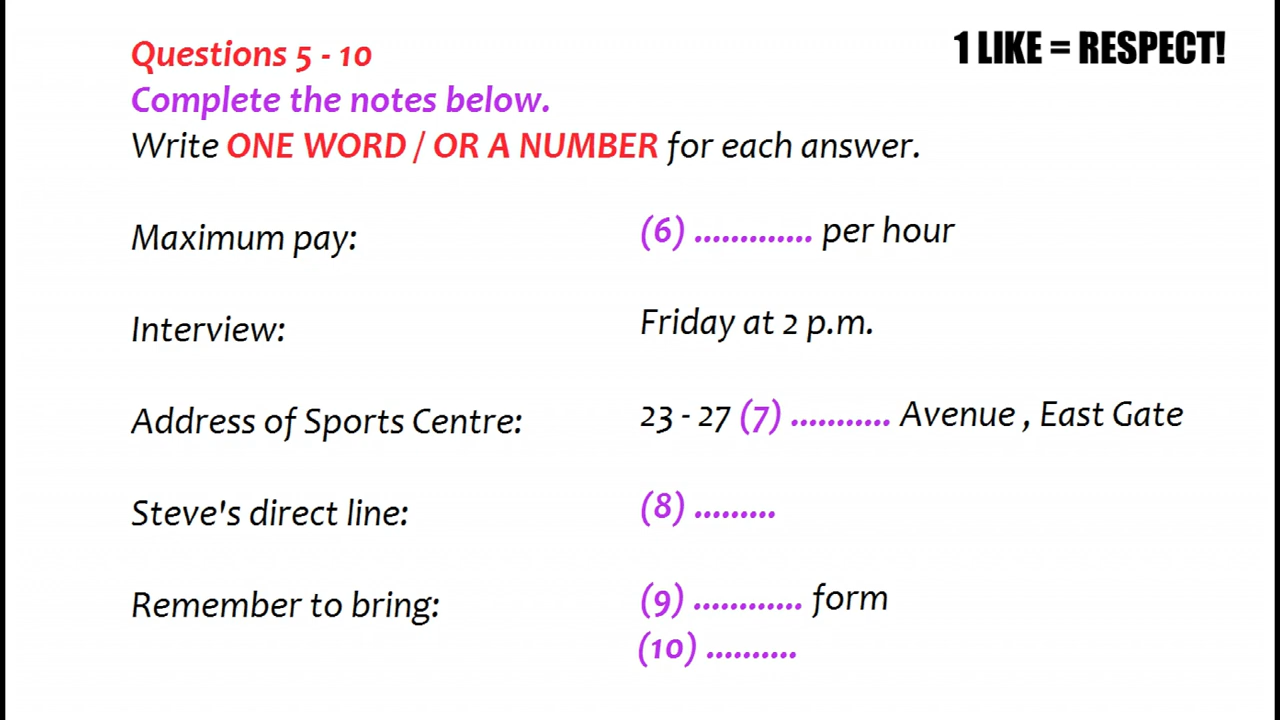 Questions 5 - 10
1 LIKE = RESPECT!
Complete the notes below.
Write ONE WORD / OR A NUMBER for each answer.
Maximum pay: (6) ............. per hour
Interview: Friday at 2 p.m.
Address of Sports Centre: 23 - 27 (7) ........... Avenue , East Gate
Steve's direct line: (8) .........
Remember to bring: (9) ............ form
(10) ..........